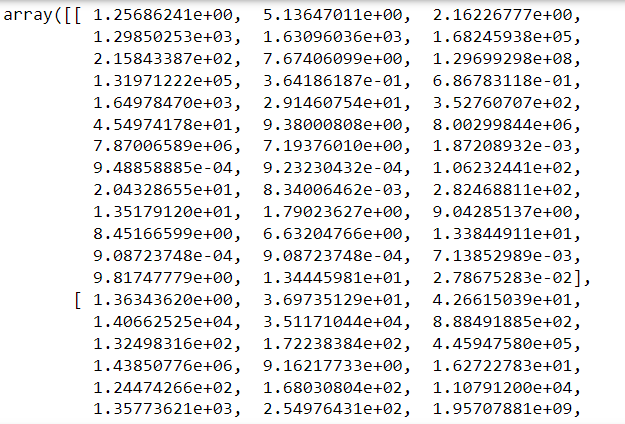 array([[ 1.25686241e+00, 5.13647011e+00, 2.16226777e+00,
1.29850253e+03, 1.63096036e+03, 1.68245938e+05,
2.15843387e+02, 7.67406099e+00, 1.29699298e+08,
1.31971222e+05, 3.64186187e-01, 6.86783118e-01,
1.64978470e+03, 2.91460754e+01, 3.52760707e+02,
4.54974178e+01, 9.38000808e+00, 8.00299844e+06,
7.87006589e+06, 7.19376010e+00, 1.87208932e-03,
9.48858885e-04, 9.23230432e-04, 1.06232441e+02,
2.04328655e+01, 8.34006462e-03, 2.82468811e+02,
1.35179120e+01, 1.79023627e+00, 9.04285137e+00,
8.45166599e+00, 6.63204766e+00, 1.33844911e+01,
9.08723748e-04, 9.08723748e-04, 7.13852989e-03,
9.81747779e+00, 1.34445981e+01, 2.78675283e-02],
[ 1.36343620e+00, 3.69735129e+01, 4.26615039e+01,
1.40662525e+04, 3.51171044e+04, 8.88491885e+02,
1.32498316e+02, 1.72238384e+02, 4.45947580e+05,
1.43850776e+06, 9.16217733e+00, 1.62722783e+01,
1.24474266e+02, 1.68030804e+02, 1.10791200e+04,
1.35773621e+03, 2.54976431e+02, 1.95707881e+09,